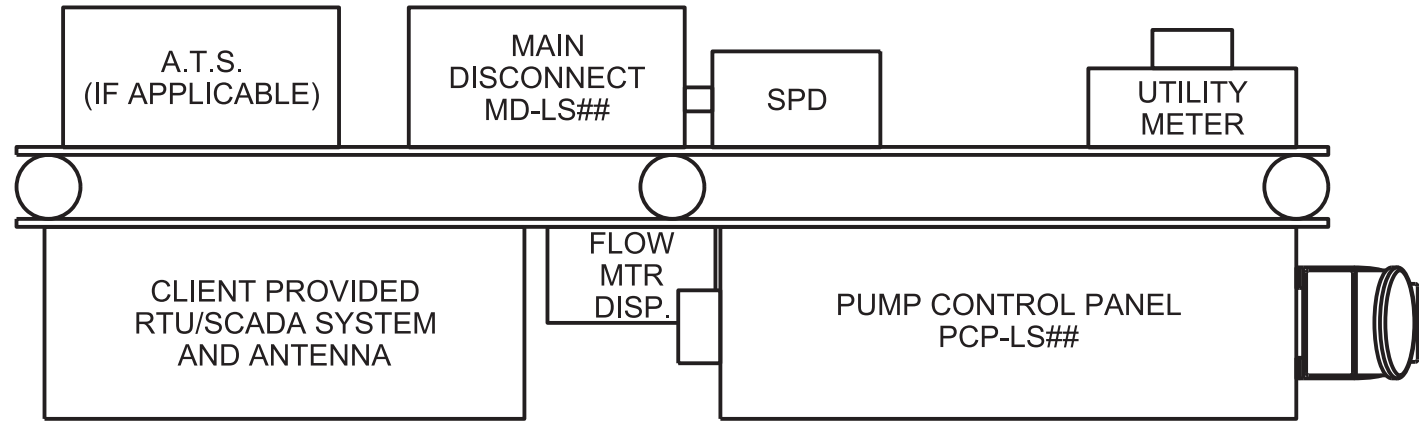 A.T.S.
(IF APPLICABLE)
MAIN
DISCONNECT
MD-LS##
SPD
UTILITY
METER
CLIENT PROVIDED
RTU/SCADA SYSTEM
AND ANTENNA
FLOW
MTR
DISP.
PUMP CONTROL PANEL
PCP-LS##